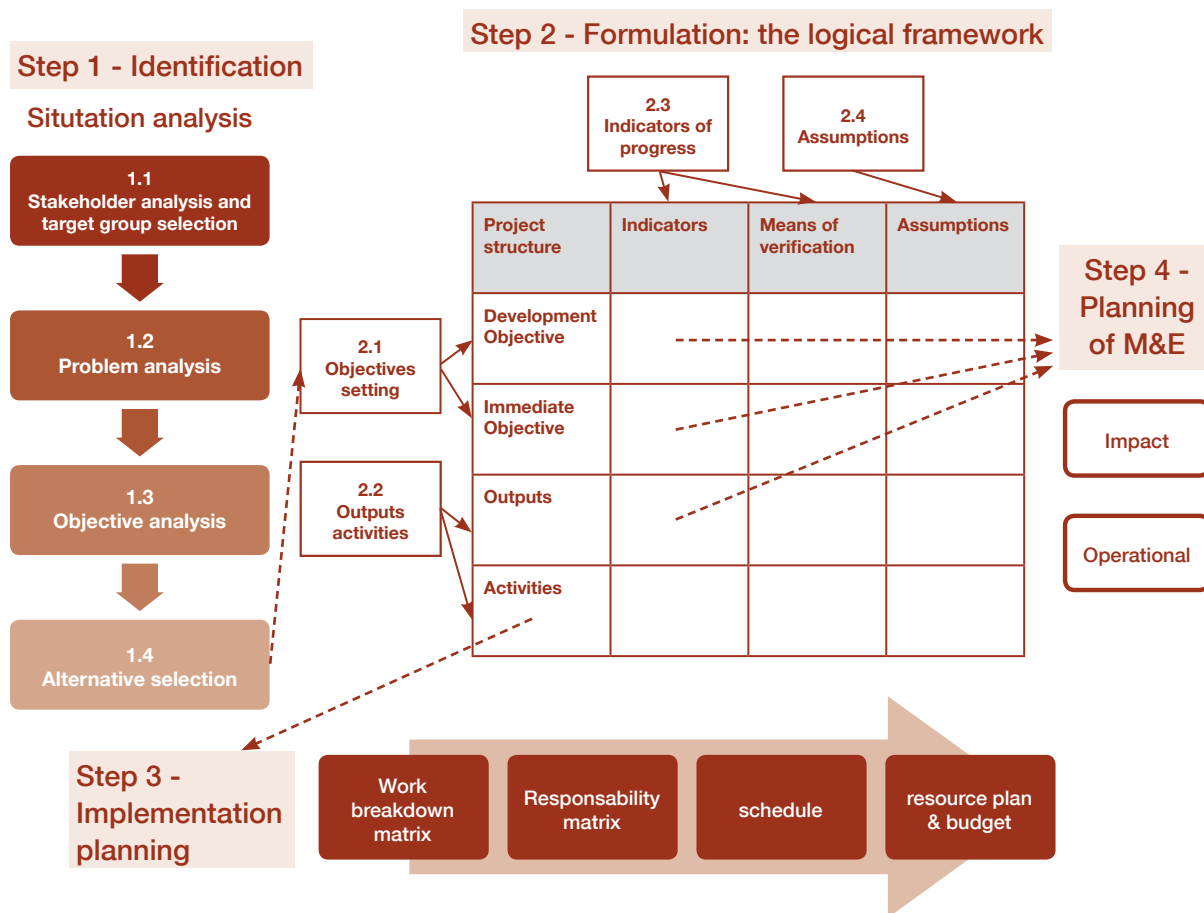 Step 1 - Identification
Situtation analysis
1.1
Stakeholder analysis and
target group selection
1.2
Problem analysis
1.3
Objective analysis
1.4
Alternative selection
Step 2 - Formulation: the logical framework
2.3
Indicators of
progress
2.4
Assumptions
2.1
Objectives
setting
2.2
Outputs
activities
Project
structure
Indicators
Means of
verification
Assumptions
Development
Objective
Immediate
Objective
Outputs
Activities
Step 4 -
Planning
of M&E
Impact
Operational
Step 3 -
Implementation
planning
Work
breakdown
matrix
Responsability
matrix
schedule
resource plan
& budget